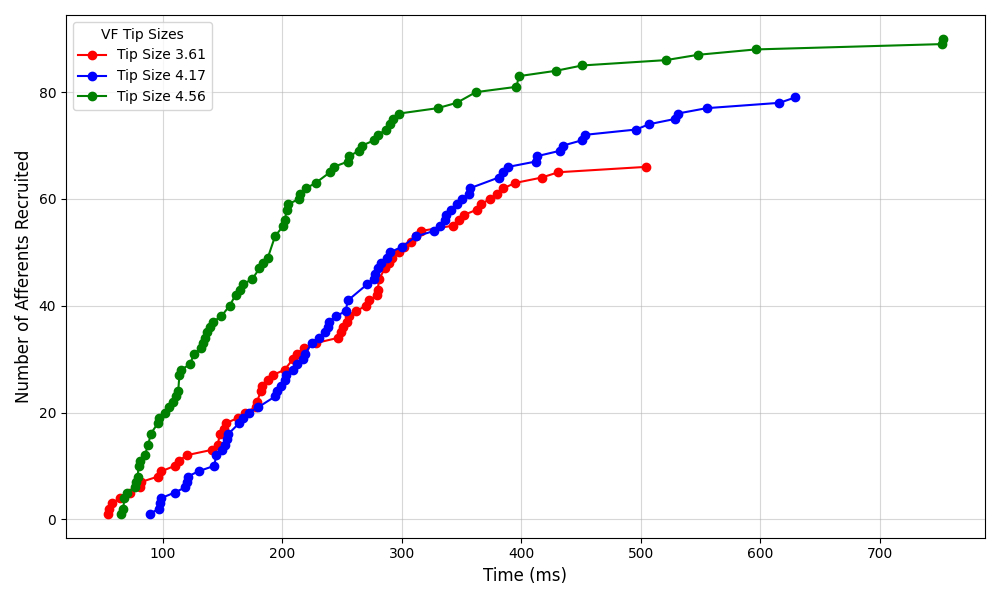 VF Tip Sizes
Tip Size 3.61
Tip Size 4.17
Tip Size 4.56
Number of Afferents Recruited
80
60
40
20
0
100 200 300 400 500 600 700
Time (ms)